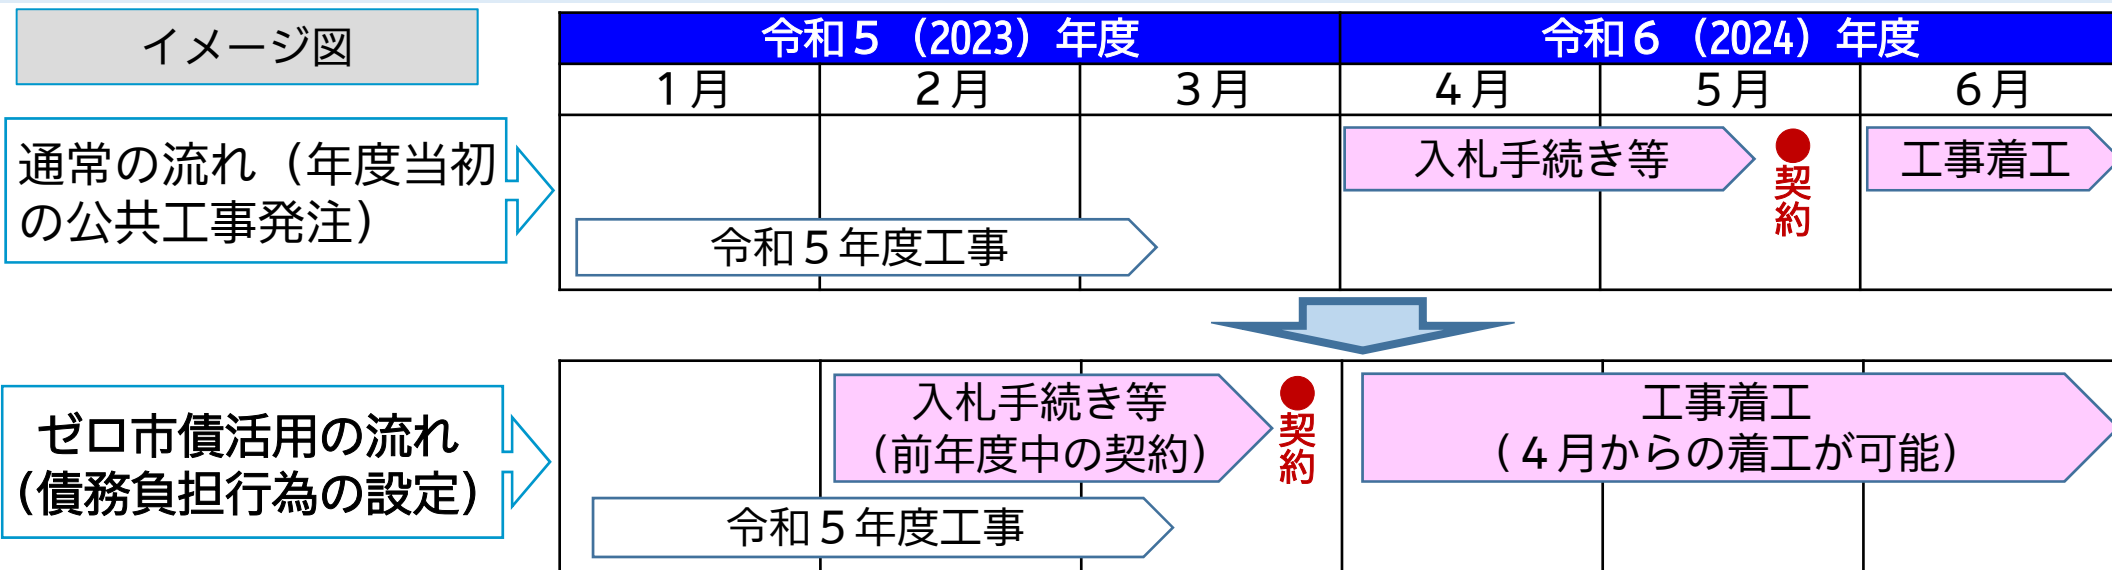 イメージ図
令和５（2023）年度
令和６（2024）年度
１月
２月
３月
４月
５月
６月
通常の流れ（年度当初
の公共工事発注）
入札手続き等
●契約
工事着工
令和５年度工事
ゼロ市債活用の流れ
（債務負担行為の設定）
入札手続き等
（前年度中の契約）
●契約
工事着工
（４月からの着工が可能）
令和５年度工事